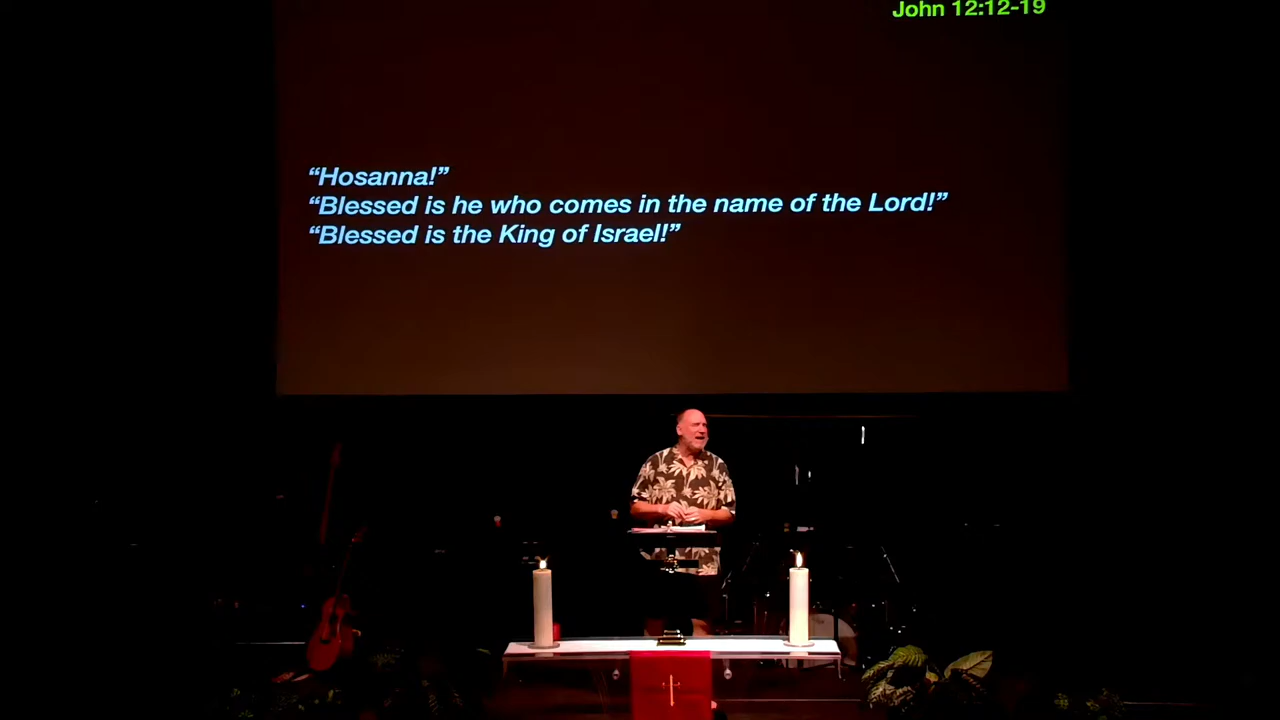 John 12:12-19
“Hosanna!”
“Blessed is he who comes in the name of the Lord!”
“Blessed is the King of Israel!”